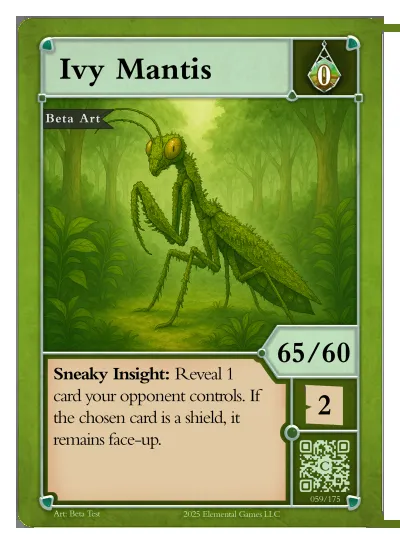 Ivy Mantis
0
Beta Art
65/60
Sneaky Insight: Reveal 1
card your opponent controls. If
the chosen card is a shield, it
remains face-up.
2
C
059/175
Art: Beta Test
2025 Elemental Games LLC